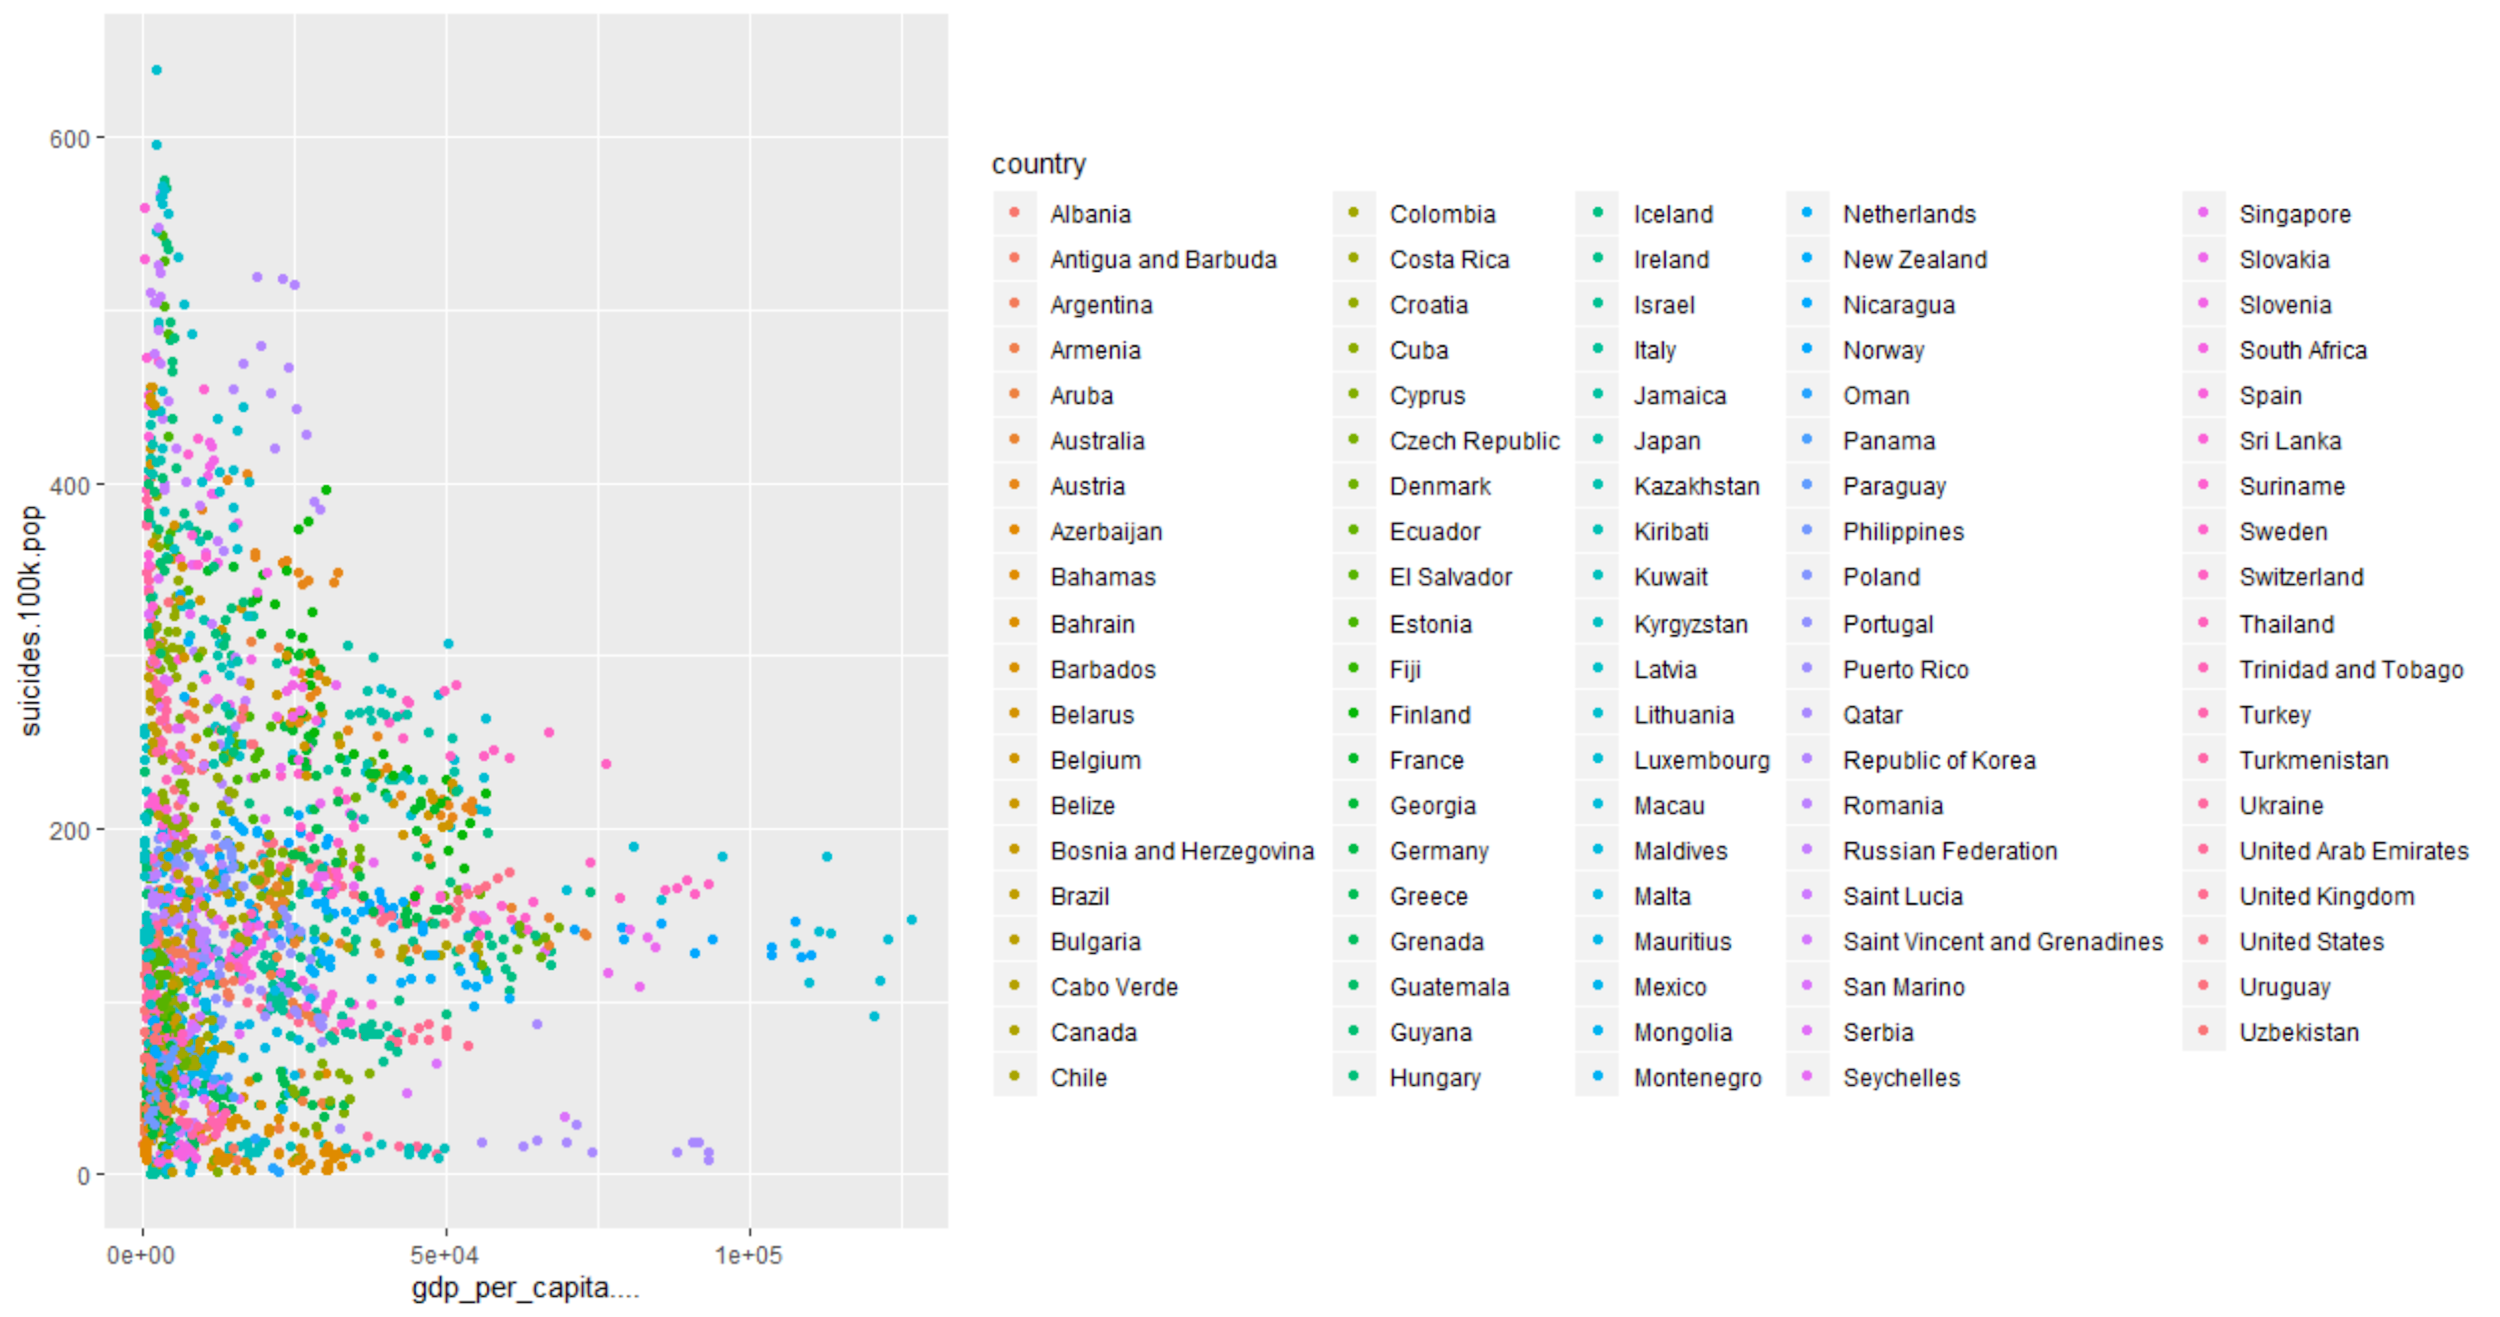 600
400
200
0
suicides.100k.pop
0e+00
5e+04
1e+05
gdp_per_capita....
country
Albania
Antigua and Barbuda
Argentina
Armenia
Aruba
Australia
Austria
Azerbaijan
Bahamas
Bahrain
Barbados
Belarus
Belgium
Belize
Bosnia and Herzegovina
Brazil
Bulgaria
Cabo Verde
Canada
Chile
Colombia
Costa Rica
Croatia
Cuba
Cyprus
Czech Republic
Denmark
Ecuador
El Salvador
Estonia
Fiji
Finland
France
Georgia
Germany
Greece
Grenada
Guatemala
Guyana
Hungary
Iceland
Ireland
Israel
Italy
Jamaica
Japan
Kazakhstan
Kiribati
Kuwait
Kyrgyzstan
Latvia
Lithuania
Luxembourg
Macau
Maldives
Malta
Mauritius
Mexico
Mongolia
Montenegro
Netherlands
New Zealand
Nicaragua
Norway
Oman
Panama
Paraguay
Philippines
Poland
Portugal
Puerto Rico
Qatar
Republic of Korea
Romania
Russian Federation
Saint Lucia
Saint Vincent and Grenadines
San Marino
Serbia
Seychelles
Singapore
Slovakia
Slovenia
South Africa
Spain
Sri Lanka
Suriname
Sweden
Switzerland
Thailand
Trinidad and Tobago
Turkey
Turkmenistan
Ukraine
United Arab Emirates
United Kingdom
United States
Uruguay
Uzbekistan